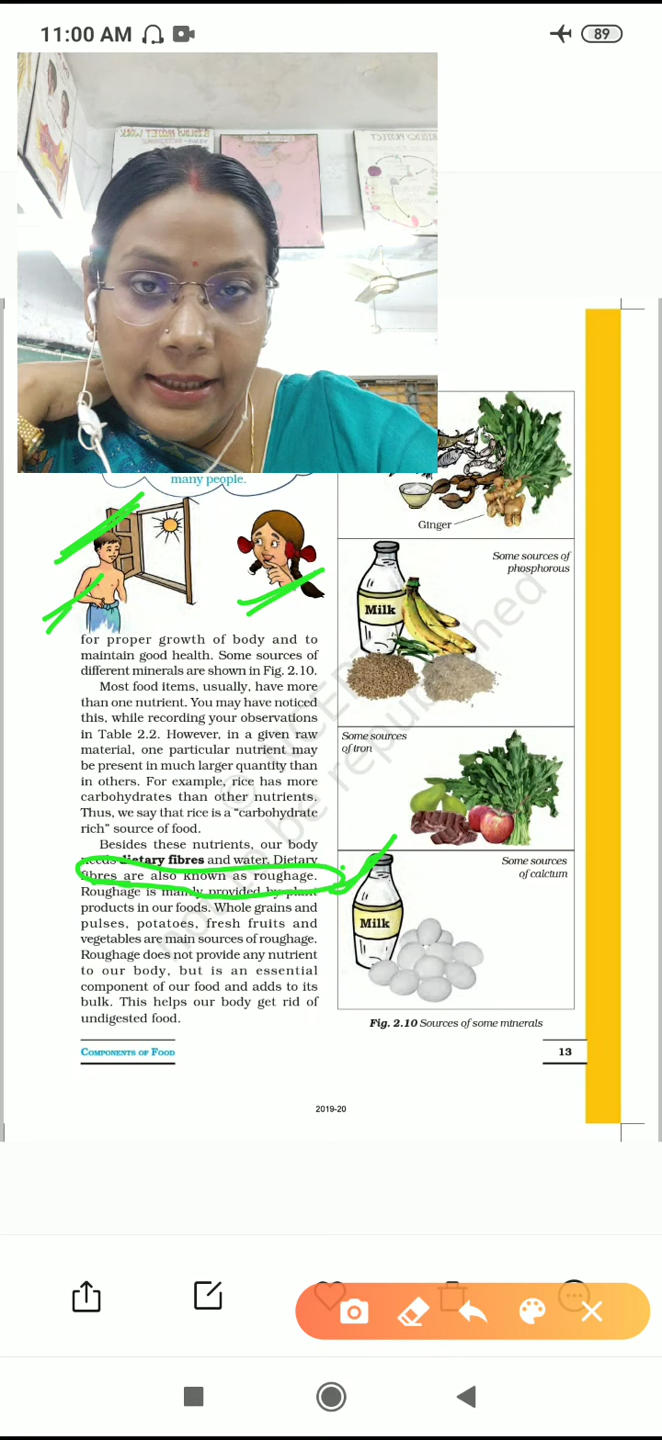 11:00 AM
89
many people.
Ginger
Some sources of
phosphorous
Milk
for proper growth of body and to
maintain good health. Some sources of
different minerals are shown in Fig. 2.10.
Most food items, usually, have more
than one nutrient. You may have noticed
this, while recording your observations
in Table 2.2. However, in a given raw
material, one particular nutrient may
be present in much larger quantity than
in others. For example, rice has more
carbohydrates than other nutrients.
Thus, we say that rice is a "carbohydrate
rich" source of food.
Besides these nutrients, our body
needs dietary fibres and water. Dietary
fibres are also known as roughage.
Roughage is mainly provided by plant
products in our foods. Whole grains and
pulses, potatoes, fresh fruits and
vegetables are main sources of roughage.
Roughage does not provide any nutrient
to our body, but is an essential
component of our food and adds to its
bulk. This helps our body get rid of
undigested food.
Some sources
of iron
Some sources
of calcium
Milk
Fig. 2.10 Sources of some minerals
COMPONENTS OF FOOD
13
2019-20
be republished